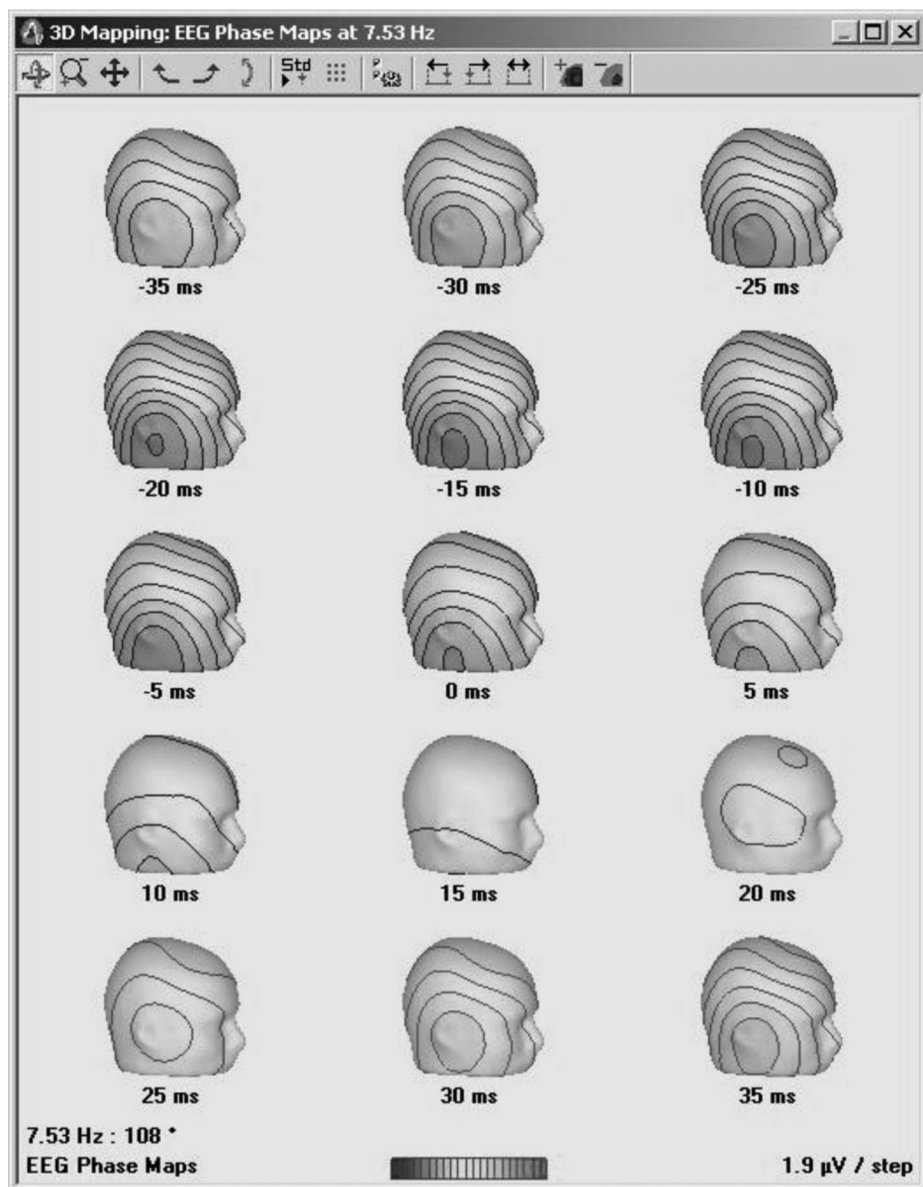 3D Mapping: EEG Phase Maps at 7.53 Hz
Std
-35 ms -30 ms -25 ms
-20 ms -15 ms -10 ms
-5 ms 0 ms 5 ms
10 ms 15 ms 20 ms
25 ms 30 ms 35 ms
7.53 Hz : 108 °
EEG Phase Maps 1.9 µV / step